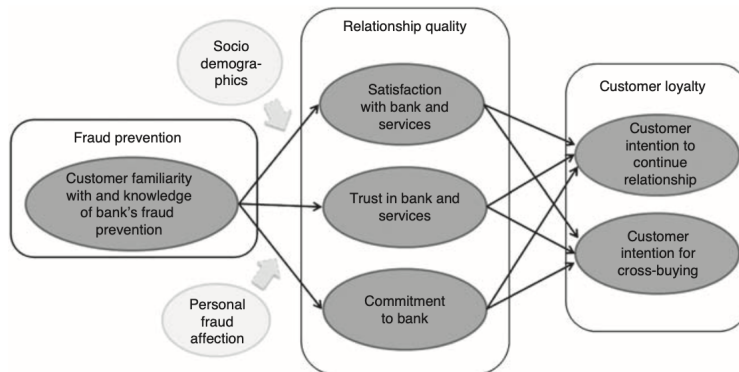 Relationship quality
Socio
demogra-
phics
Satisfaction
with bank and
services
Customer loyalty
Fraud prevention
Customer
intention to
continue
relationship
Customer familiarity
with and knowledge
of bank's fraud
prevention
Trust in bank and
services
Customer
intention for
cross-buying
Personal
fraud
affection
Commitment
to bank